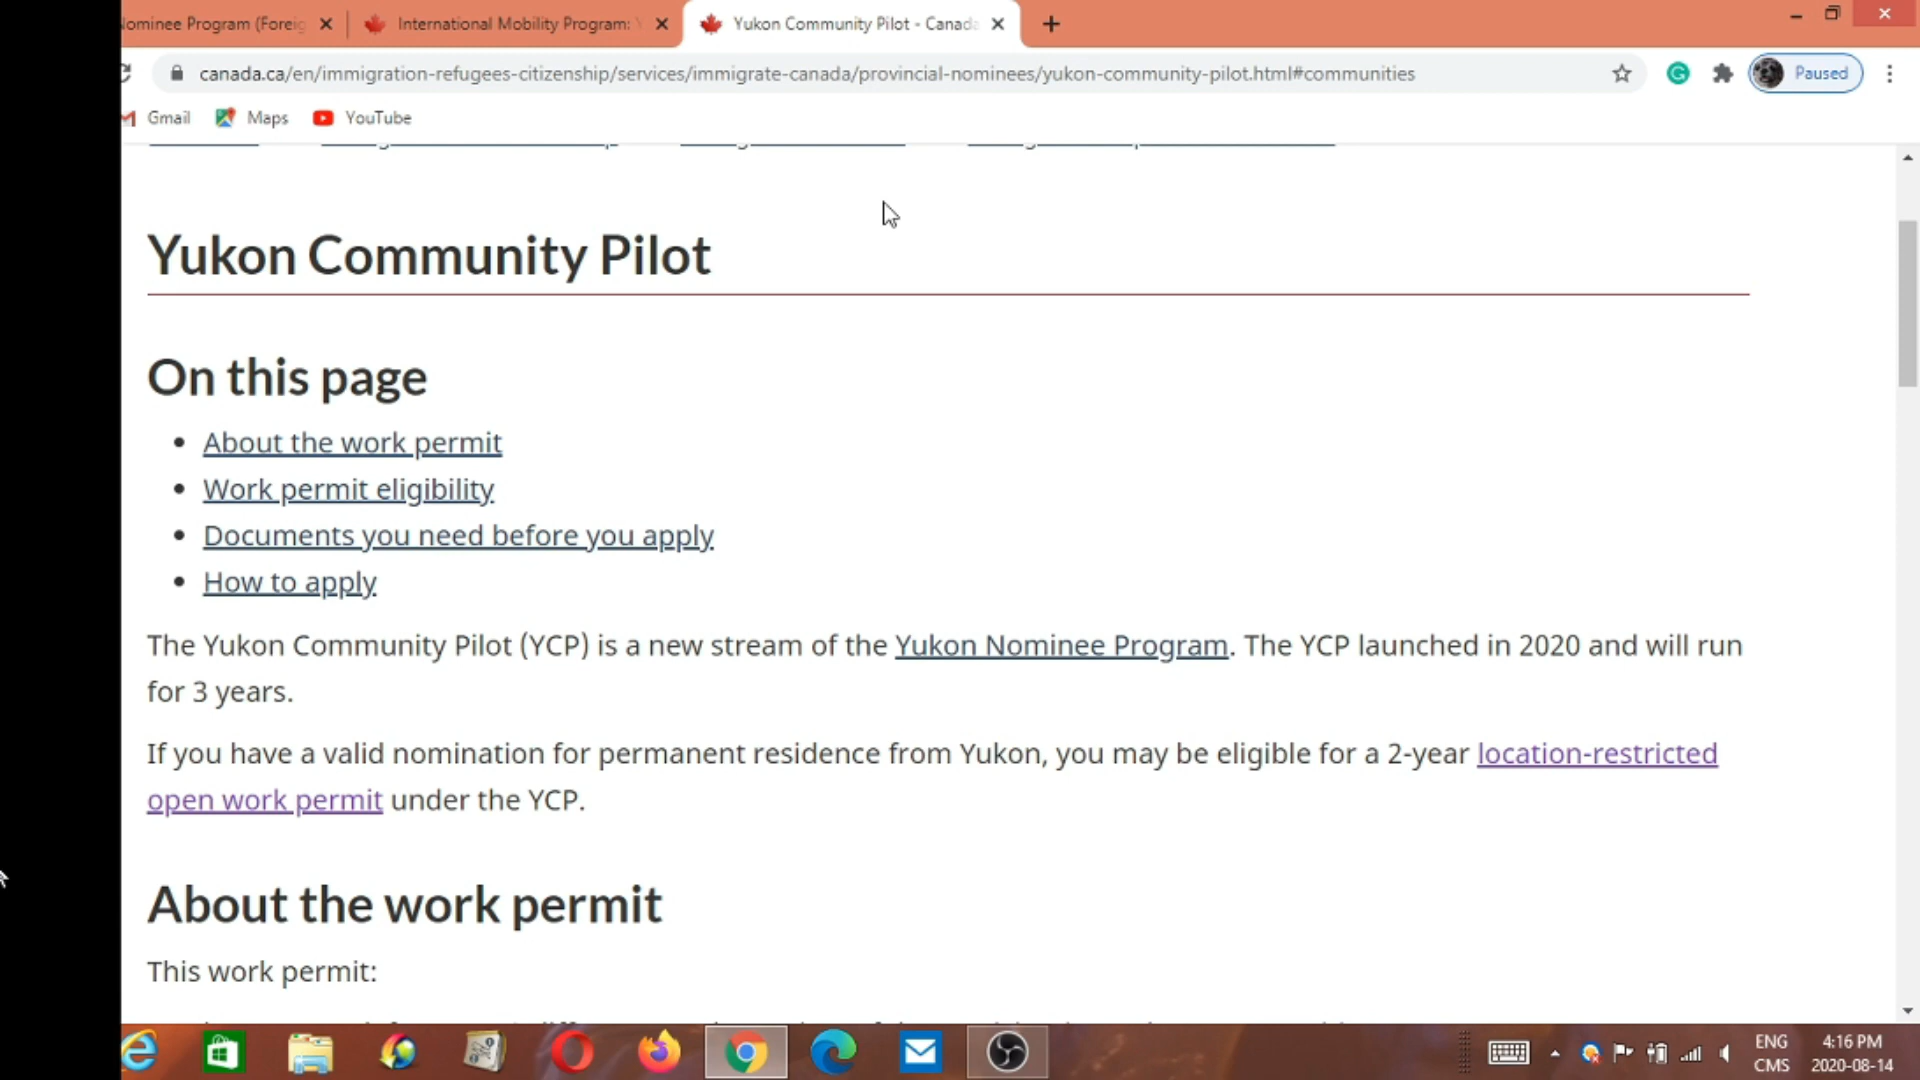 Nominee Program (Foreig
International Mobility Program: Y
Yukon Community Pilot - Canada
canada.ca/en/immigration-refugees-citizenship/services/immigrate-canada/provincial-nominees/yukon-community-pilot.html#communities
Paused
Gmail
Maps
YouTube
Yukon Community Pilot
On this page
• About the work permit
• Work permit eligibility
• Documents you need before you apply
• How to apply
The Yukon Community Pilot (YCP) is a new stream of the Yukon Nominee Program. The YCP launched in 2020 and will run
for 3 years.
If you have a valid nomination for permanent residence from Yukon, you may be eligible for a 2-year location-restricted
open work permit under the YCP.
About the work permit
This work permit:
ENG
CMS
4:16 PM
2020-08-14